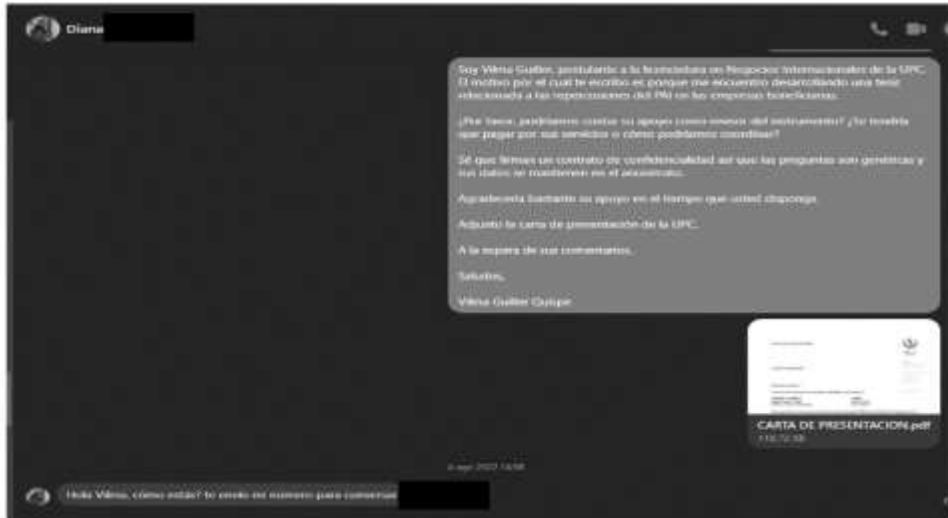 Diana
Soy Vilma Guiller, postulante a la licenciatura en Negocios Internacionales de la UPC.
El motivo por el cual te escribo es porque me encuentro desarrollando una tesis
relacionada a las repercusiones del PAI en las empresas beneficiarias.
¿Por favor, podríamos contar su apoyo como revisor del instrumento? ¿Se tendría
que pagar por sus servicios o cómo podríamos coordinar?
Sé que firman un contrato de confidencialidad así que las preguntas son genéricas y
sus datos se mantienen en el anonimato.
Agradecería bastante su apoyo en el tiempo que usted disponga.
Adjunto la carta de presentación de la UPC.
A la espera de sus comentarios.
Saludos,
Vilma Guiller Quispe
CARTA DE PRESENTACION.pdf
Hola Vilma, cómo estás? te envío mi número para conversar